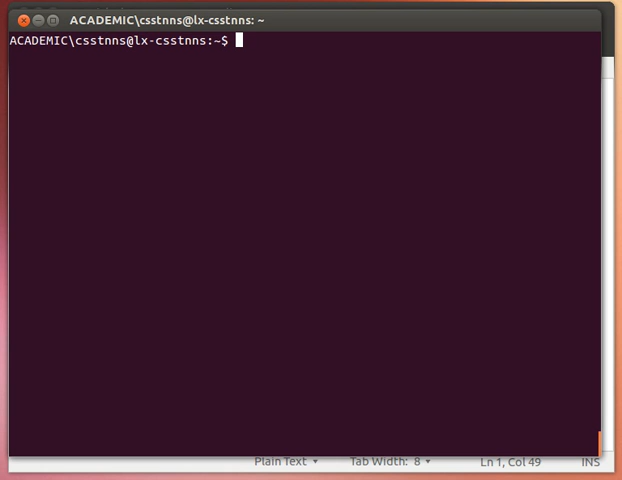 ACADEMIC\csstnns@lx-csstnns: ~
ACADEMIC\csstnns@lx-csstnns:~$
Plain Text Tab Width: 8 Ln 1, Col 49 INS